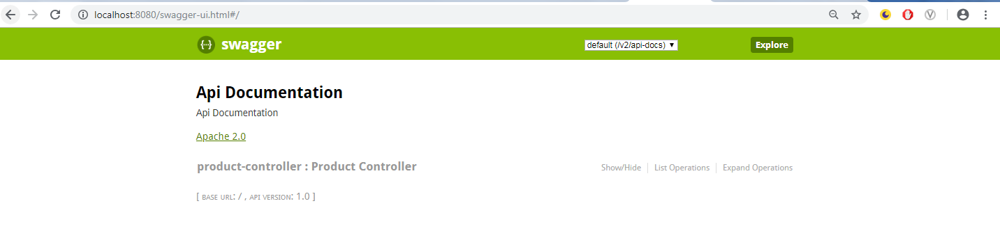 localhost:8080/swagger-ui.html#/
{...} swagger default (/v2/api-docs) ▼ Explore
Api Documentation
Api Documentation
Apache 2.0
product-controller : Product Controller Show/Hide List Operations Expand Operations
[ BASE URL: / , API VERSION: 1.0 ]